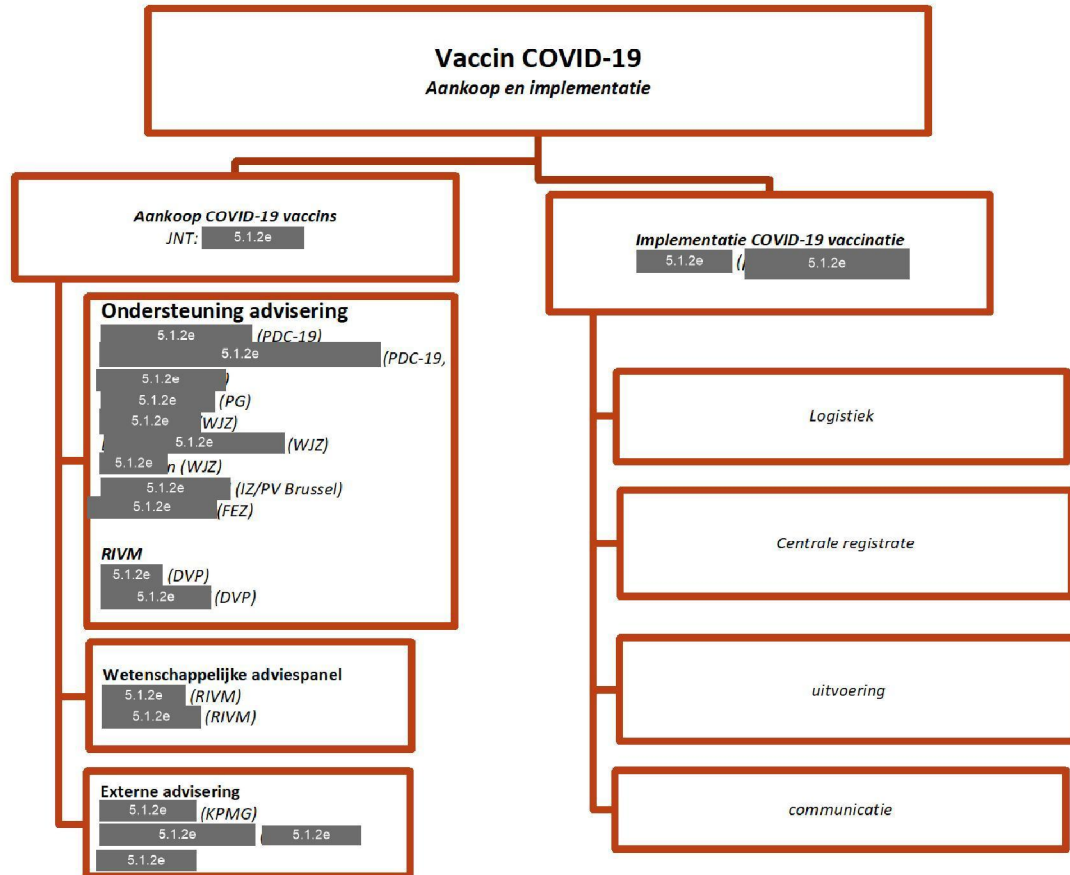 Vaccin COVID-19
Aankoop en implementatie
Aankoop COVID-19 vaccins
JNT: 5.1.2e
Implementatie COVID-19 vaccinatie
5.1.2e ( 5.1.2e
Ondersteuning advisering
5.1.2e (PDC-19)
5.1.2e (PDC-19,
5.1.2e )
5.1.2e (PG)
5.1.2e (WJZ)
5.1.2e (WJZ)
5.1.2e n (WJZ)
5.1.2e (IZ/PV Brussel)
5.1.2e (FEZ)
RIVM
5.1.2e (DVP)
5.1.2e (DVP)
Wetenschappelijke adviespanel
5.1.2e (RIVM)
5.1.2e (RIVM)
Externe advisering
5.1.2e (KPMG)
5.1.2e ( 5.1.2e
5.1.2e
Logistiek
Centrale registrate
uitvoering
communicatie